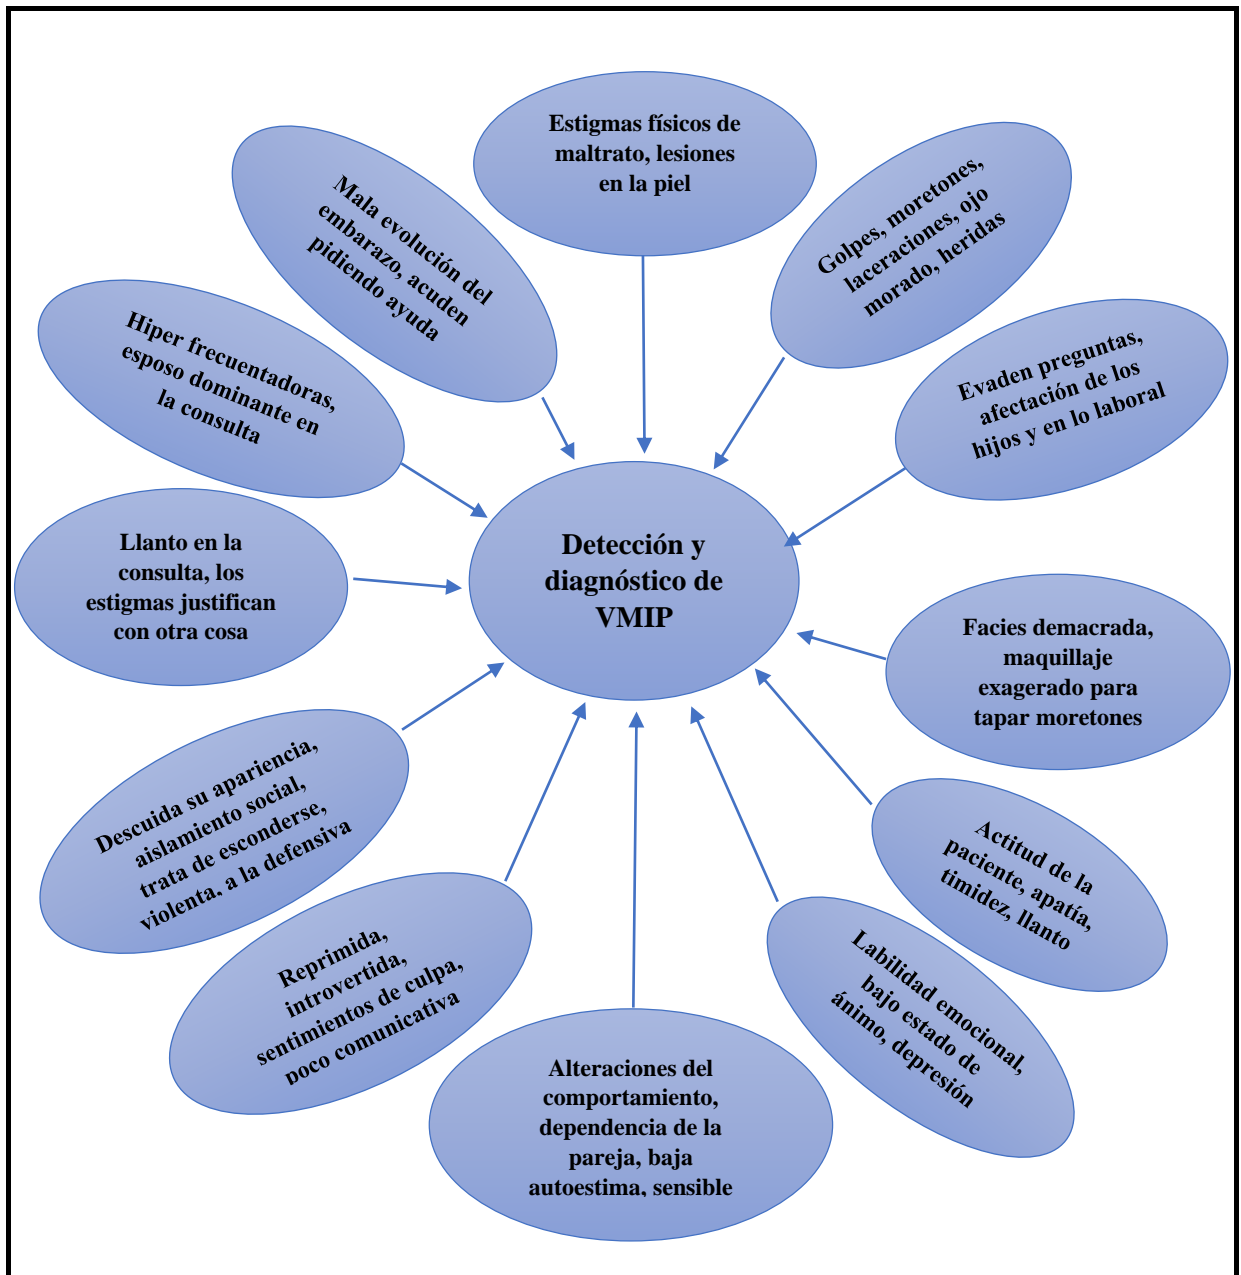 Estigmas físicos de
maltrato, lesiones
en la piel
Golpes, moretones,
laceraciones, ojo
morado, heridas
Evaden preguntas,
afectación de los
hijos y en lo laboral
Facies demacrada,
maquillaje
exagerado para
tapar moretones
Actitud de la
paciente, apatía,
timidez, llanto
Labilidad emocional,
bajo estado de
ánimo, depresión
Alteraciones del
comportamiento,
dependencia de la
pareja, baja
autoestima, sensible
Reprimida,
introvertida,
sentimientos de culpa,
poco comunicativa
Descuida su apariencia,
aislamiento social,
trata de esconderse,
violenta, a la defensiva
Llanto en la
consulta, los
estigmas justifican
con otra cosa
Hiper frecuentadoras,
esposo dominante en
la consulta
Mala evolución del
embarazo, acuden
pidiendo ayuda
Detección y
diagnóstico de
VMIP